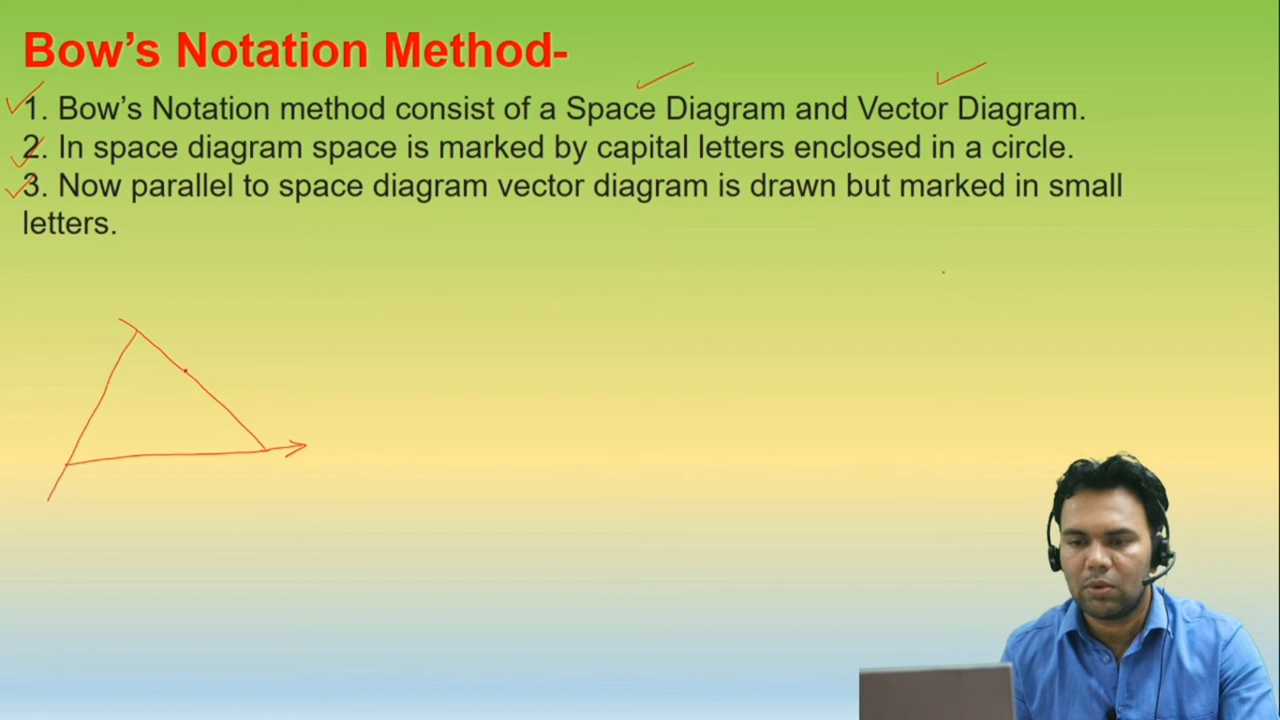 Bow's Notation Method-
1. Bow's Notation method consist of a Space Diagram and Vector Diagram.
2. In space diagram space is marked by capital letters enclosed in a circle.
3. Now parallel to space diagram vector diagram is drawn but marked in small
letters.